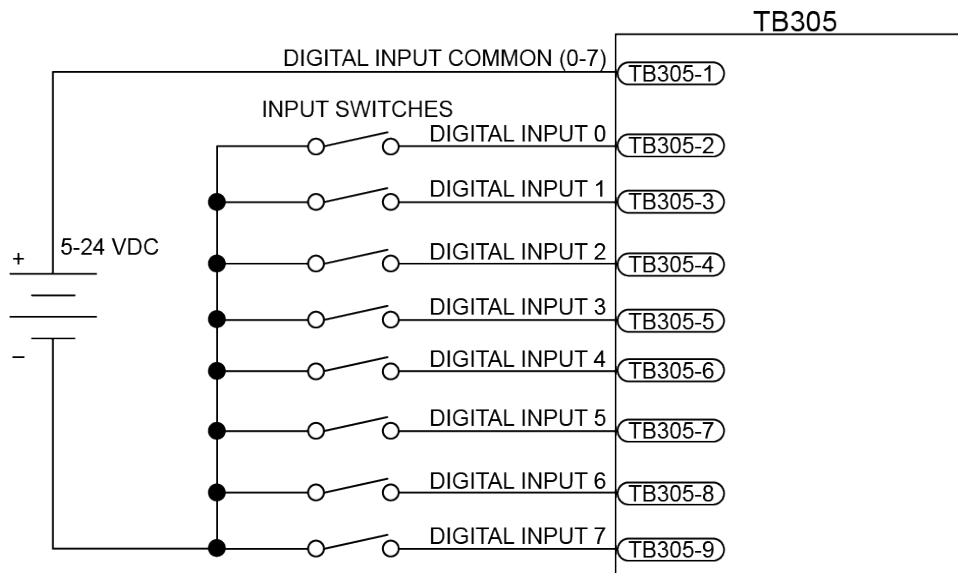 TB305
DIGITAL INPUT COMMON (0-7)
TB305-1
INPUT SWITCHES
DIGITAL INPUT 0
TB305-2
DIGITAL INPUT 1
TB305-3
5-24 VDC
DIGITAL INPUT 2
TB305-4
+
DIGITAL INPUT 3
TB305-5
–
DIGITAL INPUT 4
TB305-6
DIGITAL INPUT 5
TB305-7
DIGITAL INPUT 6
TB305-8
DIGITAL INPUT 7
TB305-9